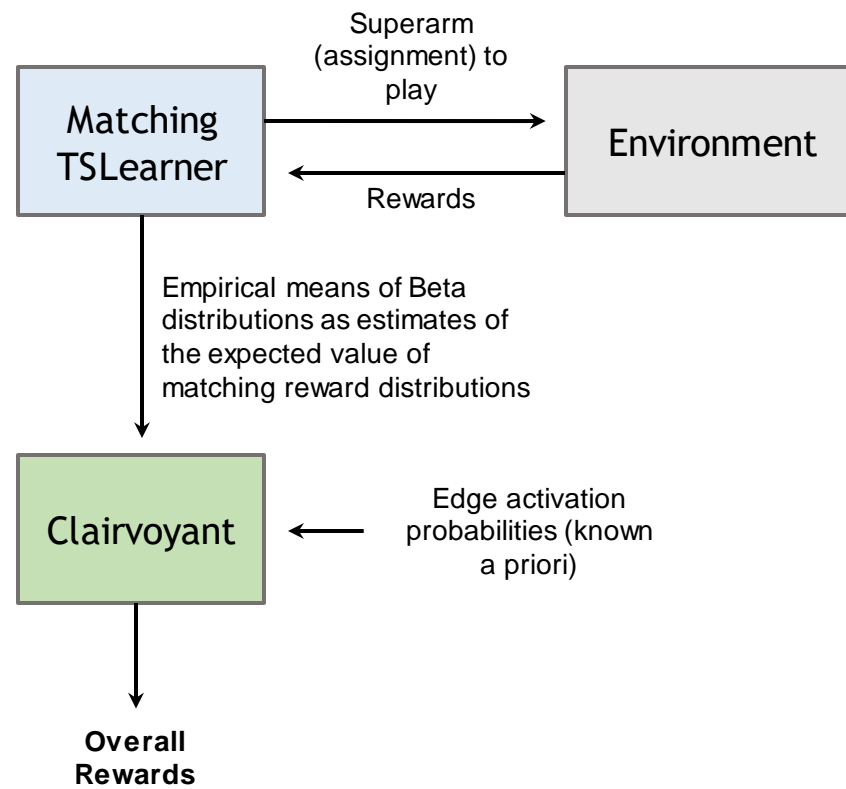 Superarm
(assignment) to
play
Matching
TSLearner
Environment
Rewards
Empirical means of Beta
distributions as estimates of
the expected value of
matching reward distributions
Clairvoyant
Edge activation
probabilities (known
a priori)
Overall
Rewards